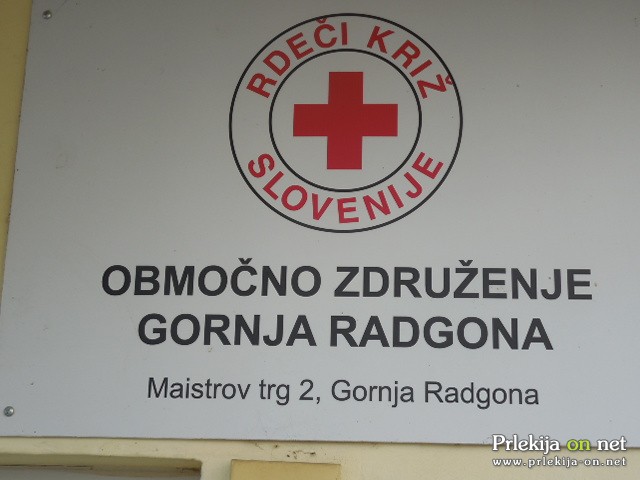 RDEČI KRIŽ
SLOVENIJE
OBMOČNO ZDRUŽENJE
GORNJA RADGONA
Maistrov trg 2, Gornja Radgona
Prlekija on.net
www.prlekija-on.net